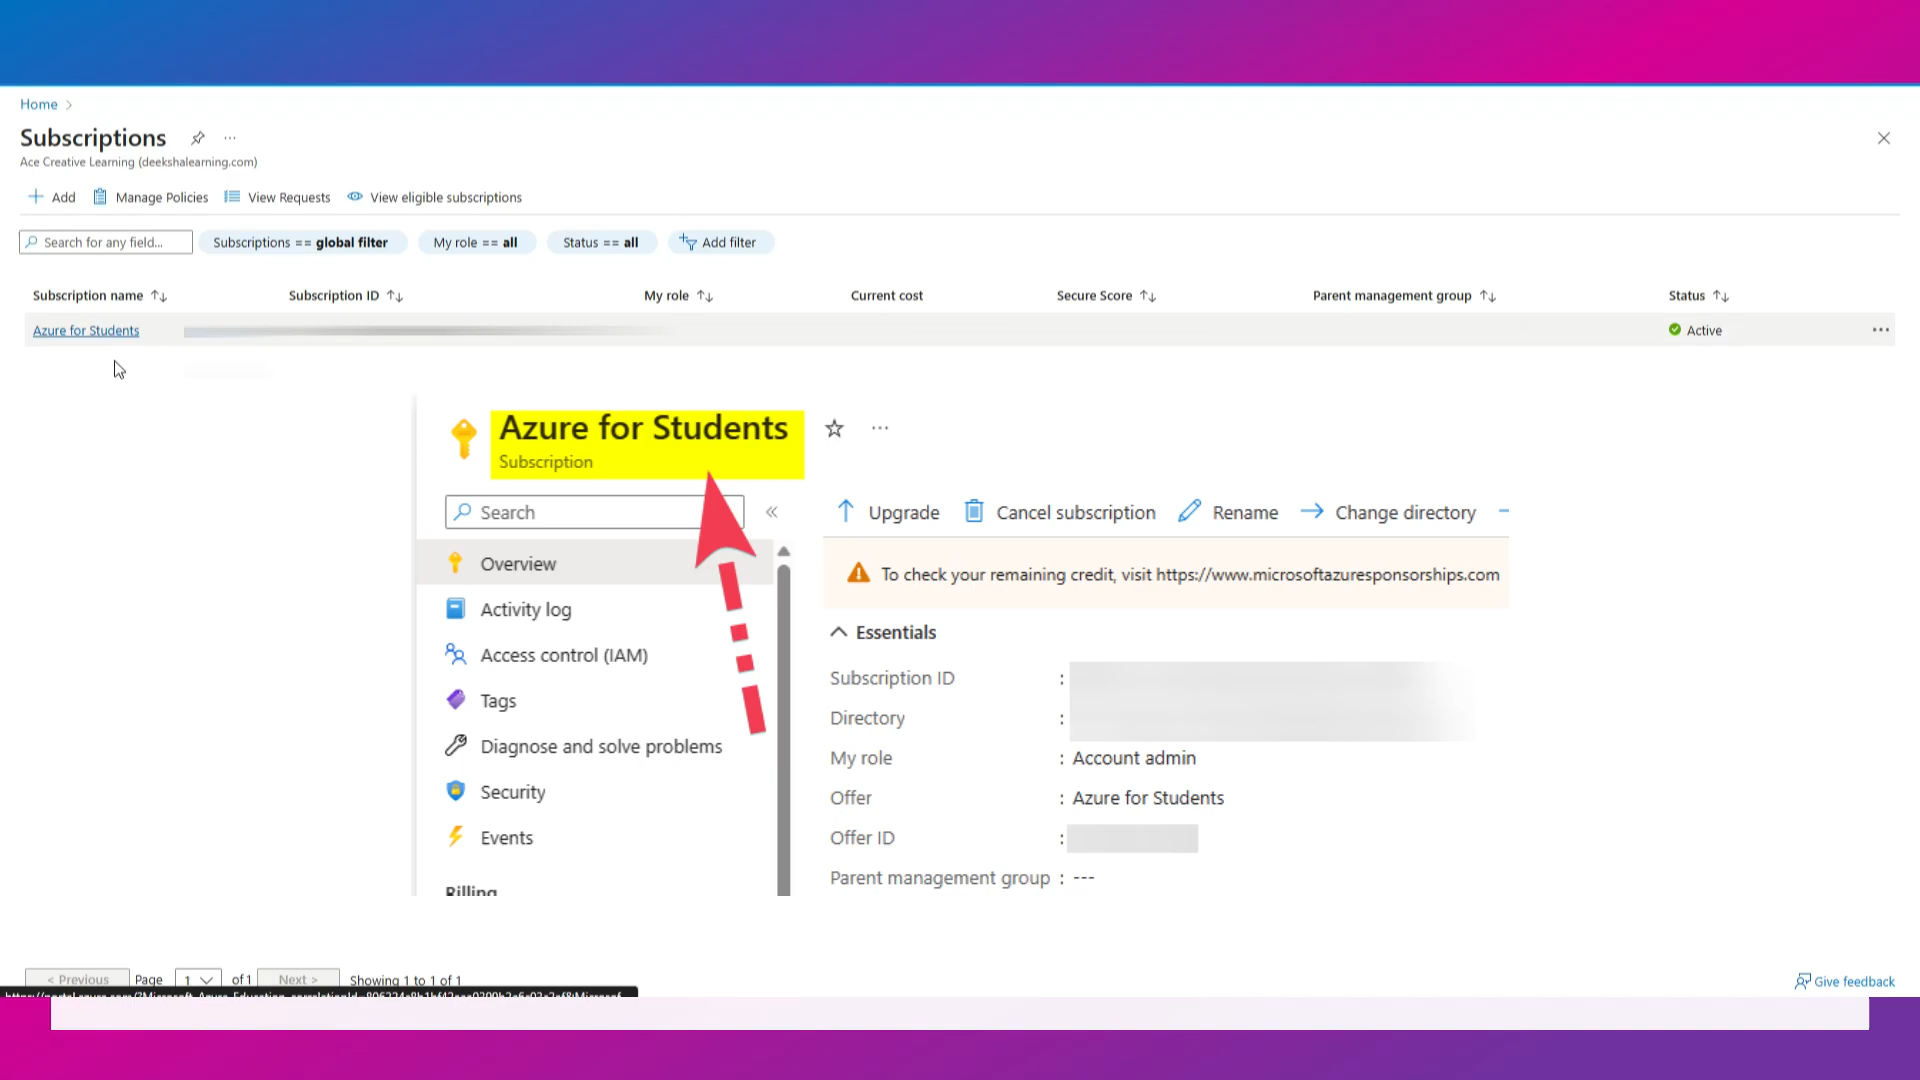 Home
Subscriptions
Ace Creative Learning (deekshalearning.com)
Add Manage Policies View Requests View eligible subscriptions
Search for any field... Subscriptions == global filter My role == all Status == all Add filter
Subscription name Subscription ID My role Current cost Secure Score Parent management group Status
Azure for Students Active
Azure for Students
Subscription
Search
Overview
Activity log
Access control (IAM)
Tags
Diagnose and solve problems
Security
Events
Billing
Upgrade Cancel subscription Rename Change directory
To check your remaining credit, visit https://www.microsoftazuresponsorships.com
Essentials
Subscription ID :
Directory :
My role : Account admin
Offer : Azure for Students
Offer ID :
Parent management group : ---
< Previous Page 1 of 1 Next > Showing 1 to 1 of 1
Give feedback